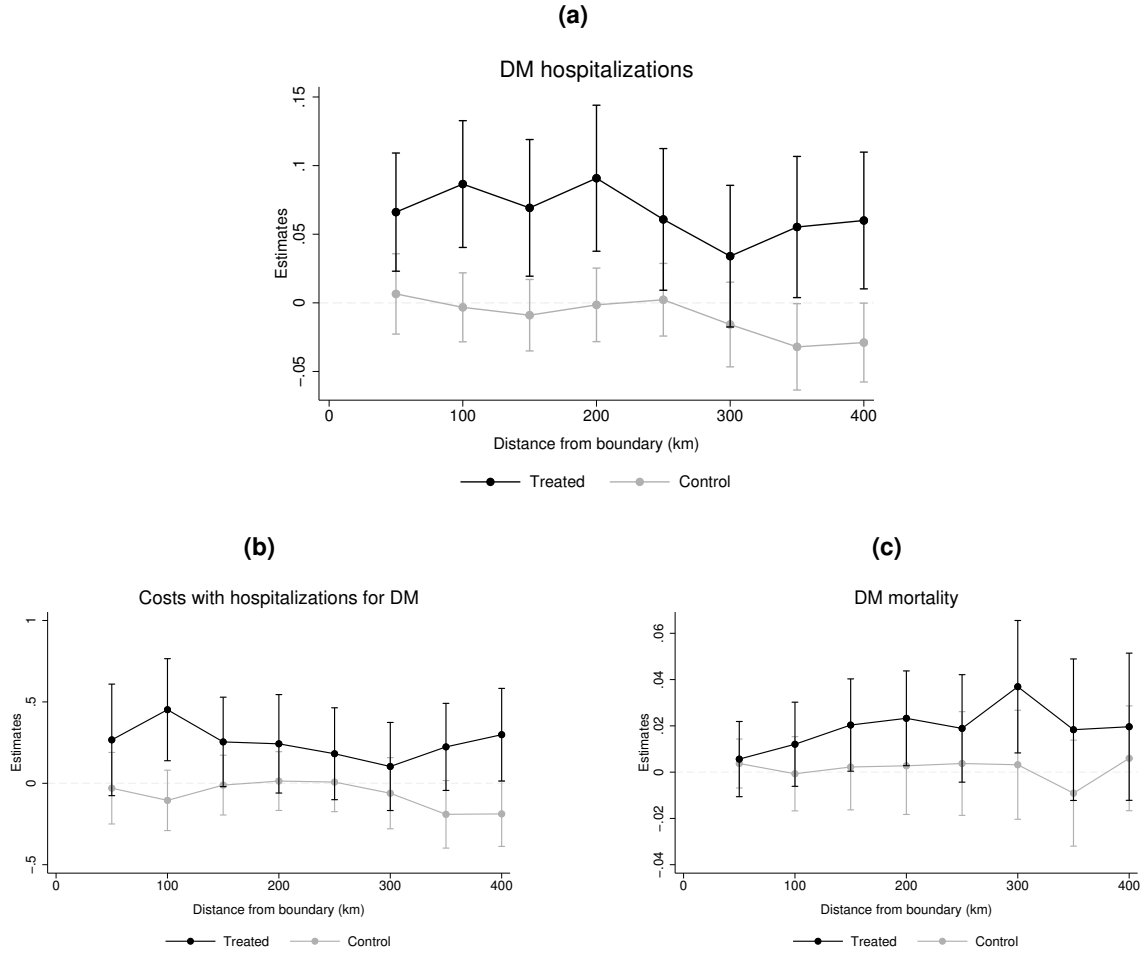 (a)
DM hospitalizations
Estimates
.15
.1
.05
0
−.05
0 100 200 300 400
Distance from boundary (km)
Treated Control
(b)
Costs with hospitalizations for DM
Estimates
1
.5
0
−.5
0 100 200 300 400
Distance from boundary (km)
Treated Control
(c)
DM mortality
Estimates
.06
.04
.02
0
−.02
−.04
0 100 200 300 400
Distance from boundary (km)
Treated Control